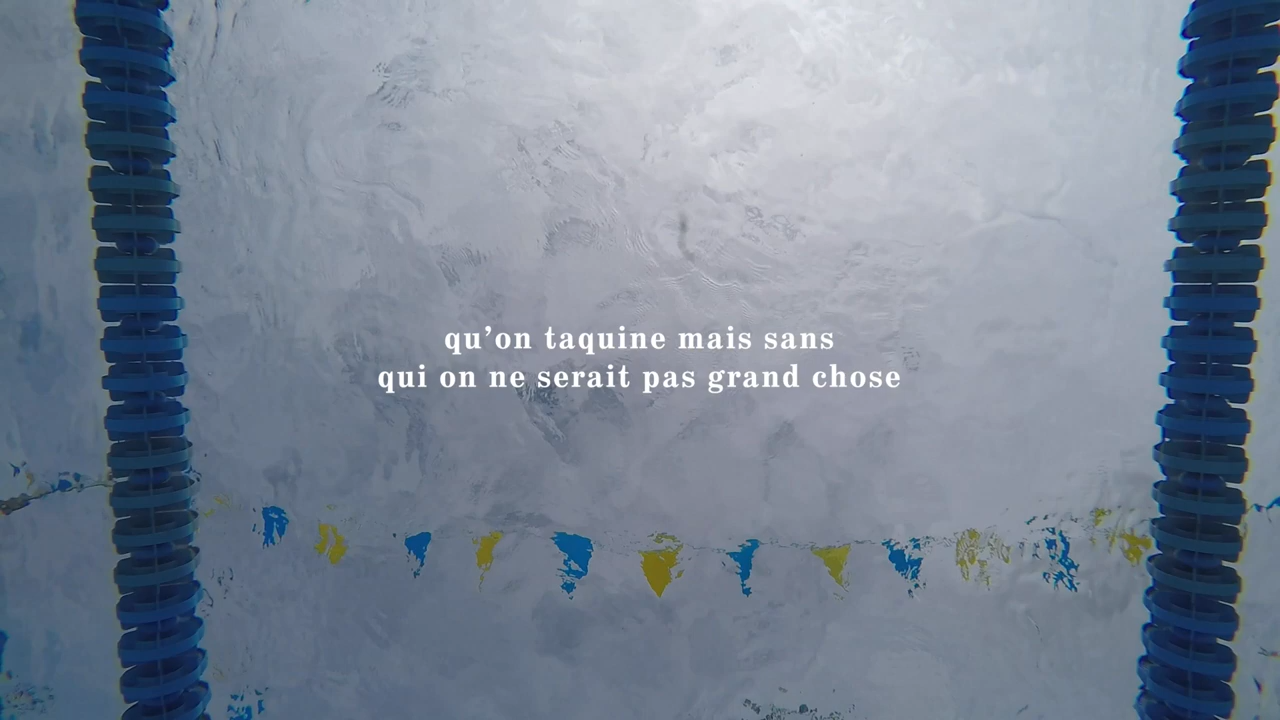 qu’on taquine mais sans
qui on ne serait pas grand chose